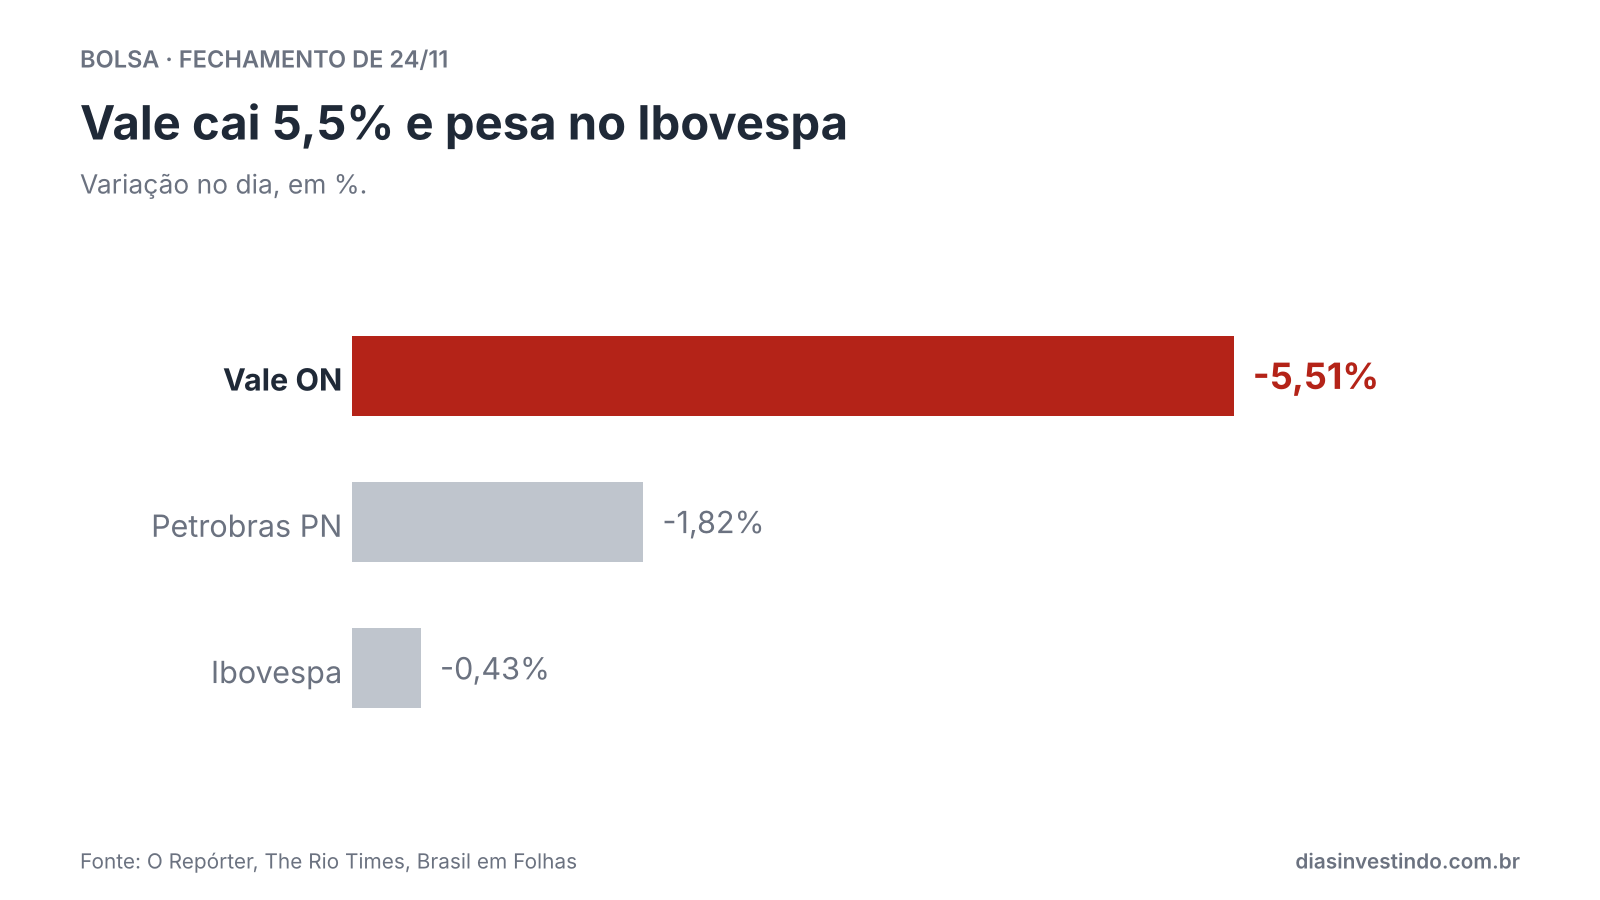 BOLSA · FECHAMENTO DE 24/11
Vale cai 5,5% e pesa no Ibovespa
Variação no dia, em %.
Vale ON
-5,51%
Petrobras PN
-1,82%
Ibovespa
-0,43%
Fonte: O Repórter, The Rio Times, Brasil em Folhas
diasinvestindo.com.br